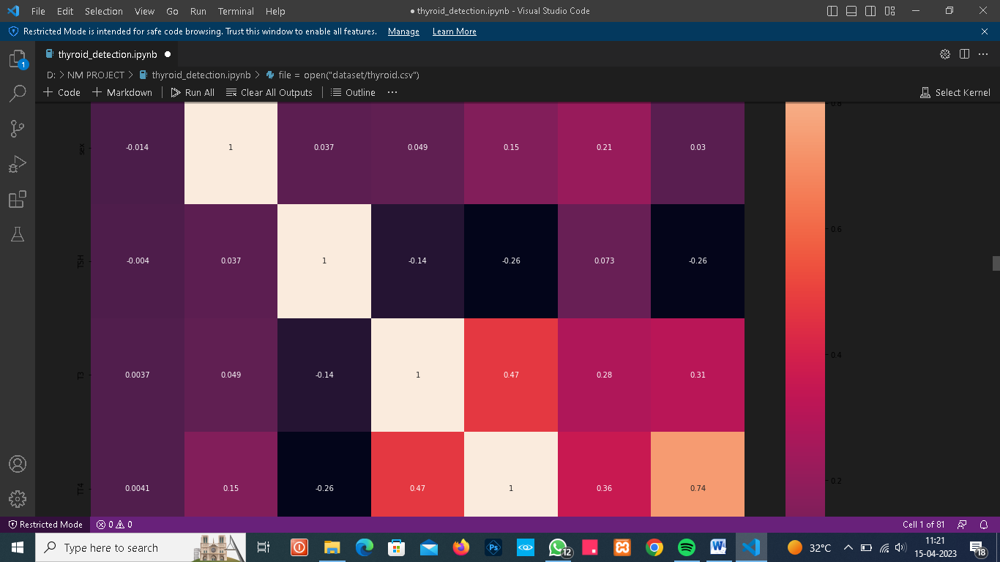 File Edit Selection View Go Run Terminal Help
● thyroid_detection.ipynb - Visual Studio Code
Restricted Mode is intended for safe code browsing. Trust this window to enable all features. Manage Learn More
1
thyroid_detection.ipynb ●
D: > NM PROJECT > thyroid_detection.ipynb > file = open("dataset/thyroid.csv")
+ Code + Markdown Run All Clear All Outputs Outline ···
Select Kernel
0.8
sex -0.014 1 0.037 0.049 0.15 0.21 0.03
0.6
TSH -0.004 0.037 1 -0.14 -0.26 0.073 -0.26
0.4
T3 0.0037 0.049 -0.14 1 0.47 0.28 0.31
0.2
TT4 0.0041 0.15 -0.26 0.47 1 0.36 0.74
Restricted Mode 0 0
Cell 1 of 81
Type here to search
Ps
12
W
32°C
11:21
15-04-2023
18